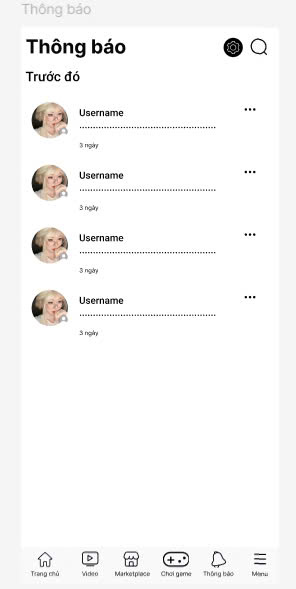 Thông báo
Thông báo
Trước đó
Username
3 ngày
Username
3 ngày
Username
3 ngày
Username
3 ngày
Trang chủ Video Marketplace Chơi game Thông báo Menu